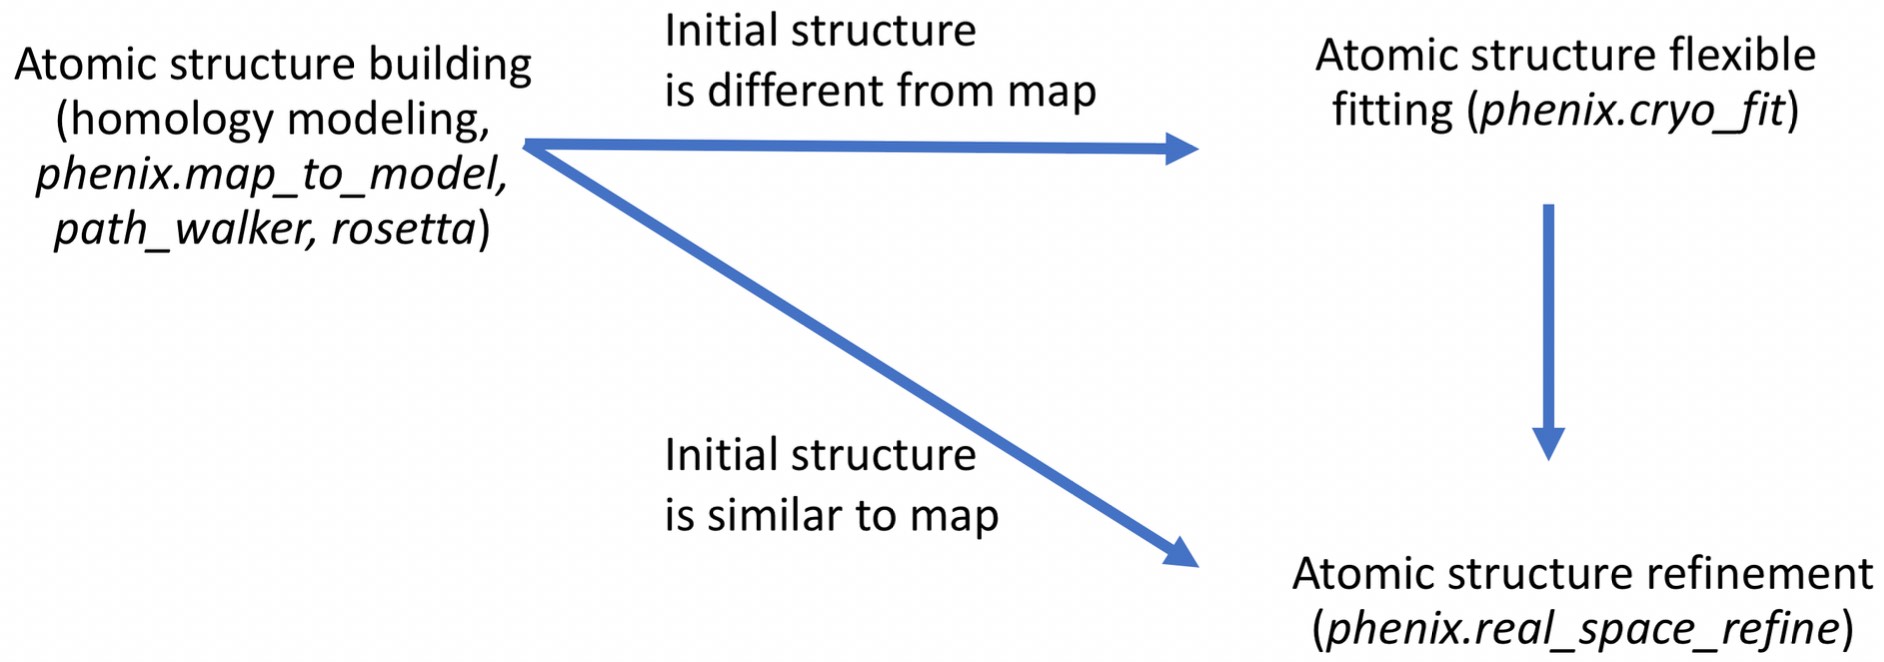 Atomic structure building
(homology modeling,
phenix.map_to_model,
path_walker, rosetta)
Initial structure
is different from map
Atomic structure flexible
fitting (phenix.cryo_fit)
Initial structure
is similar to map
Atomic structure refinement
(phenix.real_space_refine)